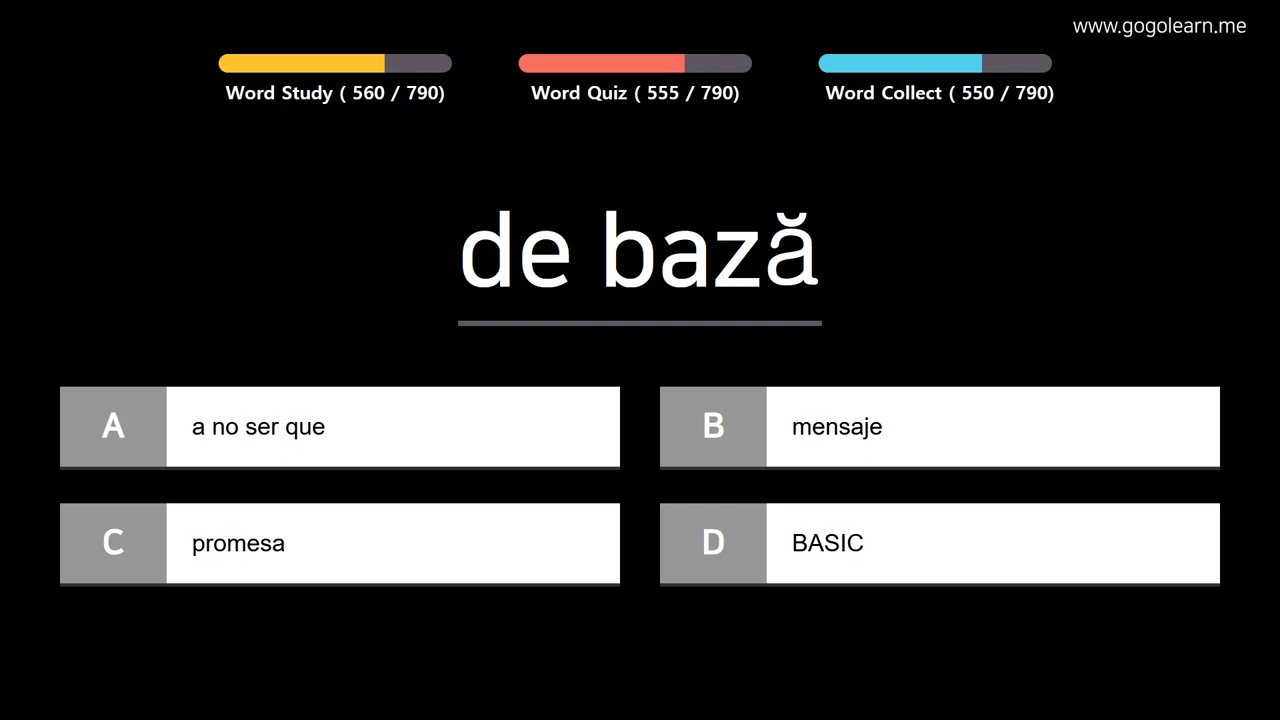 www.gogolearn.me
Word Study ( 560 / 790)
Word Quiz ( 555 / 790)
Word Collect ( 550 / 790)
de bază
A
a no ser que
B
mensaje
C
promesa
D
BASIC